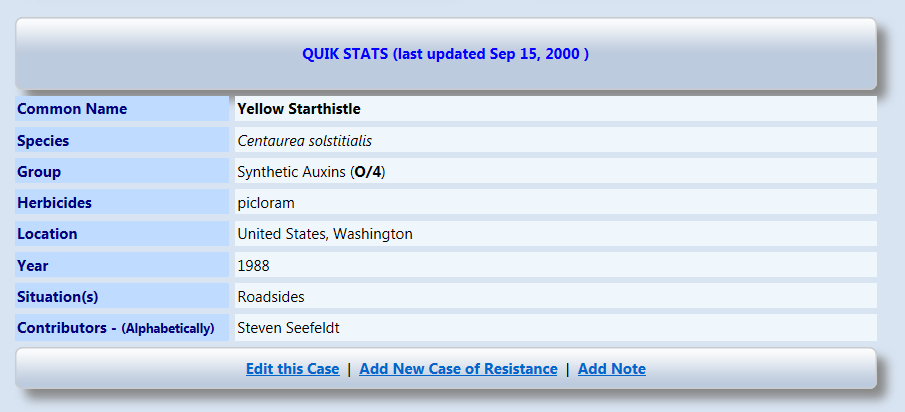 QUIK STATS (last updated Sep 15, 2000 )
Common Name Yellow Starthistle
Species Centaurea solstitialis
Group Synthetic Auxins (O/4)
Herbicides picloram
Location United States, Washington
Year 1988
Situation(s) Roadsides
Contributors - (Alphabetically) Steven Seefeldt
Edit this Case | Add New Case of Resistance | Add Note